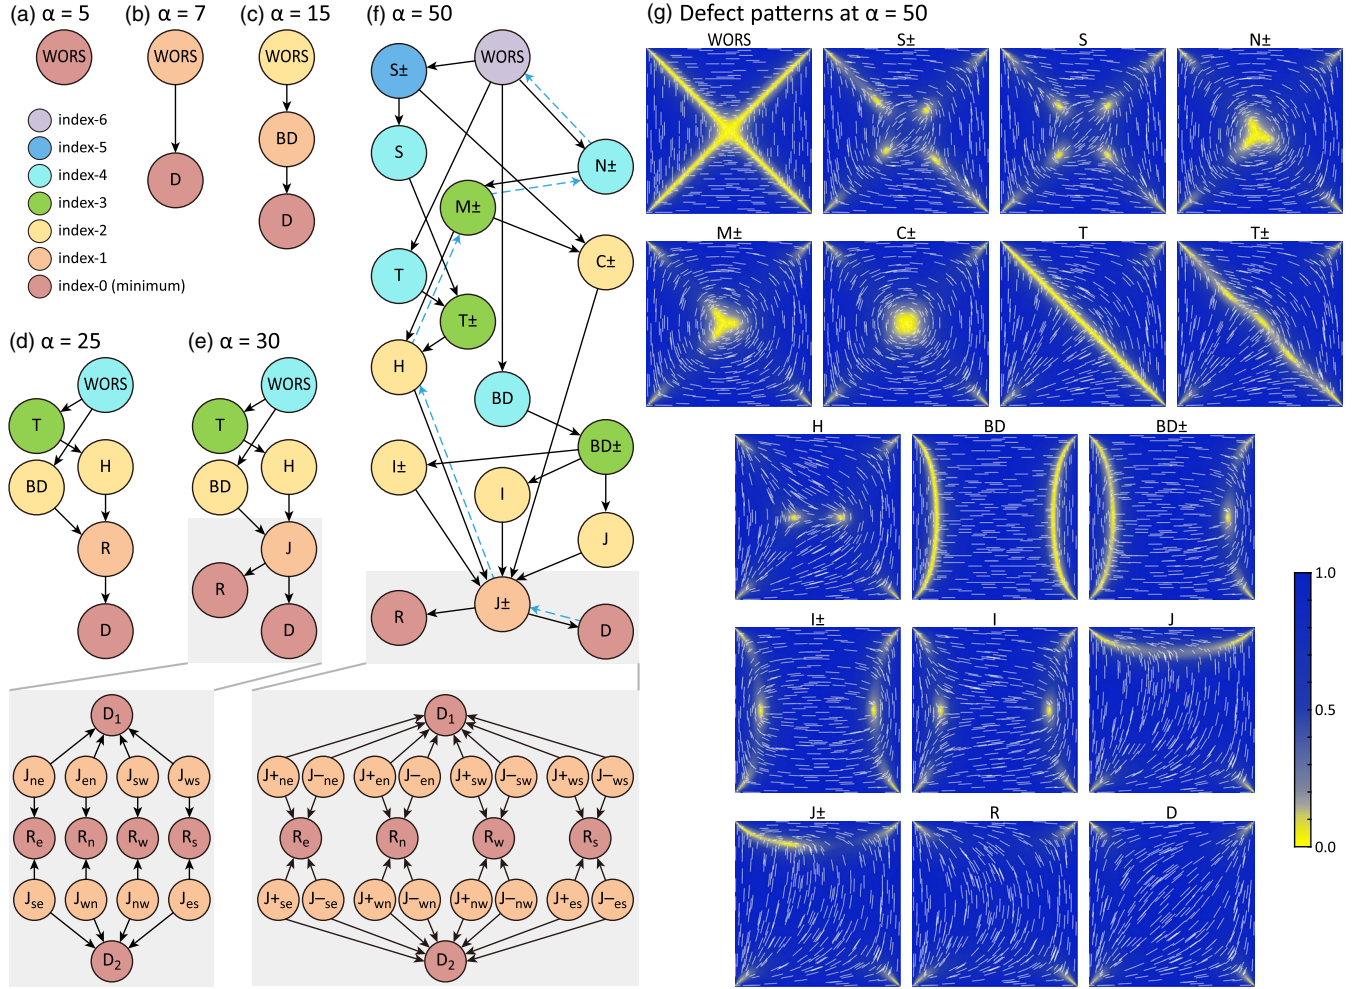 (a) α = 5
WORS
(b) α = 7
WORS
D
(c) α = 15
WORS
BD
D
index-6
index-5
index-4
index-3
index-2
index-1
index-0 (minimum)
(d) α = 25
WORS
T
H
BD
R
D
(e) α = 30
WORS
T
H
BD
J
R
D
(f) α = 50
S±
WORS
S
N±
M±
C±
T
T±
H
BD
BD±
I±
I
J
J±
R
D
D1
Jne Jen Jsw Jws
Re Rn Rw Rs
Jse Jwn Jnw Jes
D2
D1
J+ne J−ne J+en J−en J+sw J−sw J+ws J−ws
Re Rn Rw Rs
J+se J−se J+wn J−wn J+nw J−nw J+es J−es
D2
(g) Defect patterns at α = 50
WORS S± S N±
M± C± T T±
H BD BD±
I± I J
J± R D
1.0
0.5
0.0